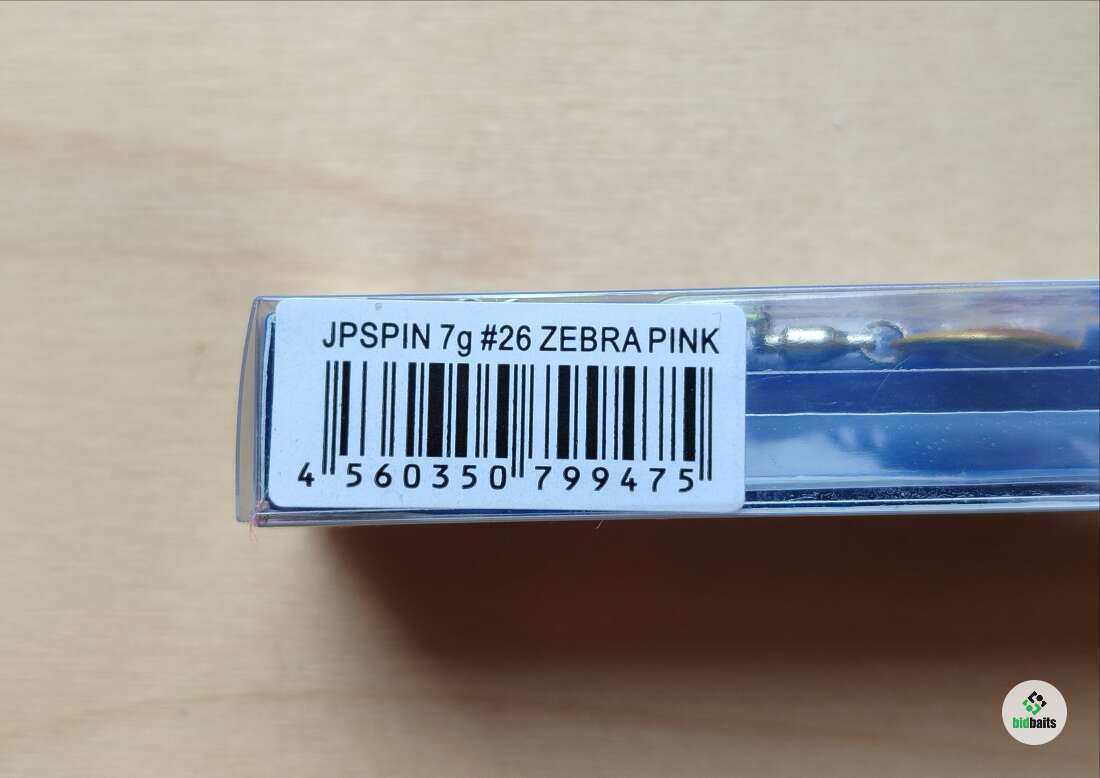 JPSPIN 7g #26 ZEBRA PINK
4 560350 799475
bidbaits